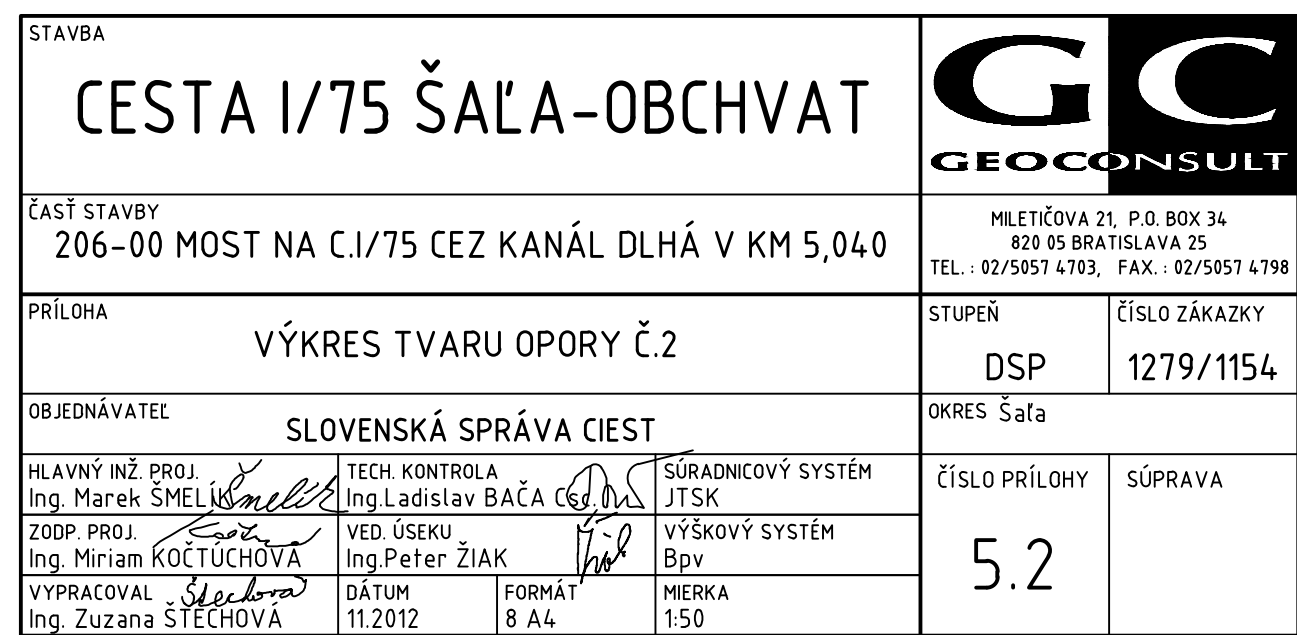 STAVBA
CESTA I/75 ŠAĽA-OBCHVAT
GC
GEOCONSULT
ČASŤ STAVBY
206-00 MOST NA C.I/75 CEZ KANÁL DLHÁ V KM 5,040
MILETIČOVA 21, P.O. BOX 34
820 05 BRATISLAVA 25
TEL. : 02/5057 4703, FAX. : 02/5057 4798
PRÍLOHA
VÝKRES TVARU OPORY Č.2
STUPEŇ
DSP
ČÍSLO ZÁKAZKY
1279/1154
OBJEDNÁVATEĽ
SLOVENSKÁ SPRÁVA CIEST
OKRES Šaľa
HLAVNÝ INŽ. PROJ.
Ing. Marek ŠMELÍK
Šmelík
TECH. KONTROLA
Ing.Ladislav BAČA Csc.
SÚRADNICOVÝ SYSTÉM
JTSK
ČÍSLO PRÍLOHY
5.2
SÚPRAVA
ZODP. PROJ.
Ing. Miriam KOČTÚCHOVÁ
VED. ÚSEKU
Ing.Peter ŽIAK
VÝŠKOVÝ SYSTÉM
Bpv
VYPRACOVAL
Štechová
Ing. Zuzana ŠTECHOVÁ
DÁTUM
11.2012
FORMÁT
8 A4
MIERKA
1:50